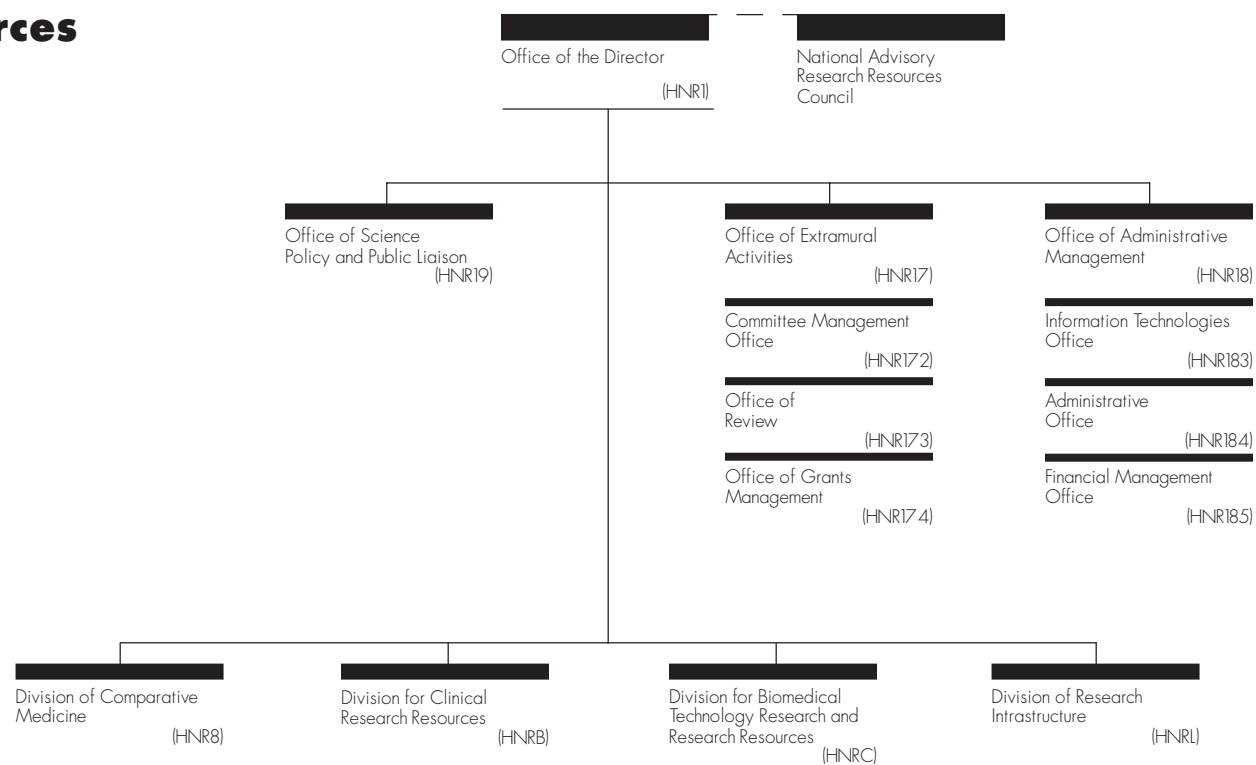 rces
Office of the Director
(HNR1)
National Advisory
Research Resources
Council
Office of Science
Policy and Public Liaison
(HNR19)
Office of Extramural
Activities
(HNR17)
Committee Management
Office
(HNR172)
Office of
Review
(HNR173)
Office of Grants
Management
(HNR174)
Office of Administrative
Management
(HNR18)
Information Technologies
Office
(HNR183)
Administrative
Office
(HNR184)
Financial Management
Office
(HNR185)
Division of Comparative
Medicine
(HNR8)
Division for Clinical
Research Resources
(HNRB)
Division for Biomedical
Technology Research and
Research Resources
(HNRC)
Division of Research
Intrastructure
(HNRL)